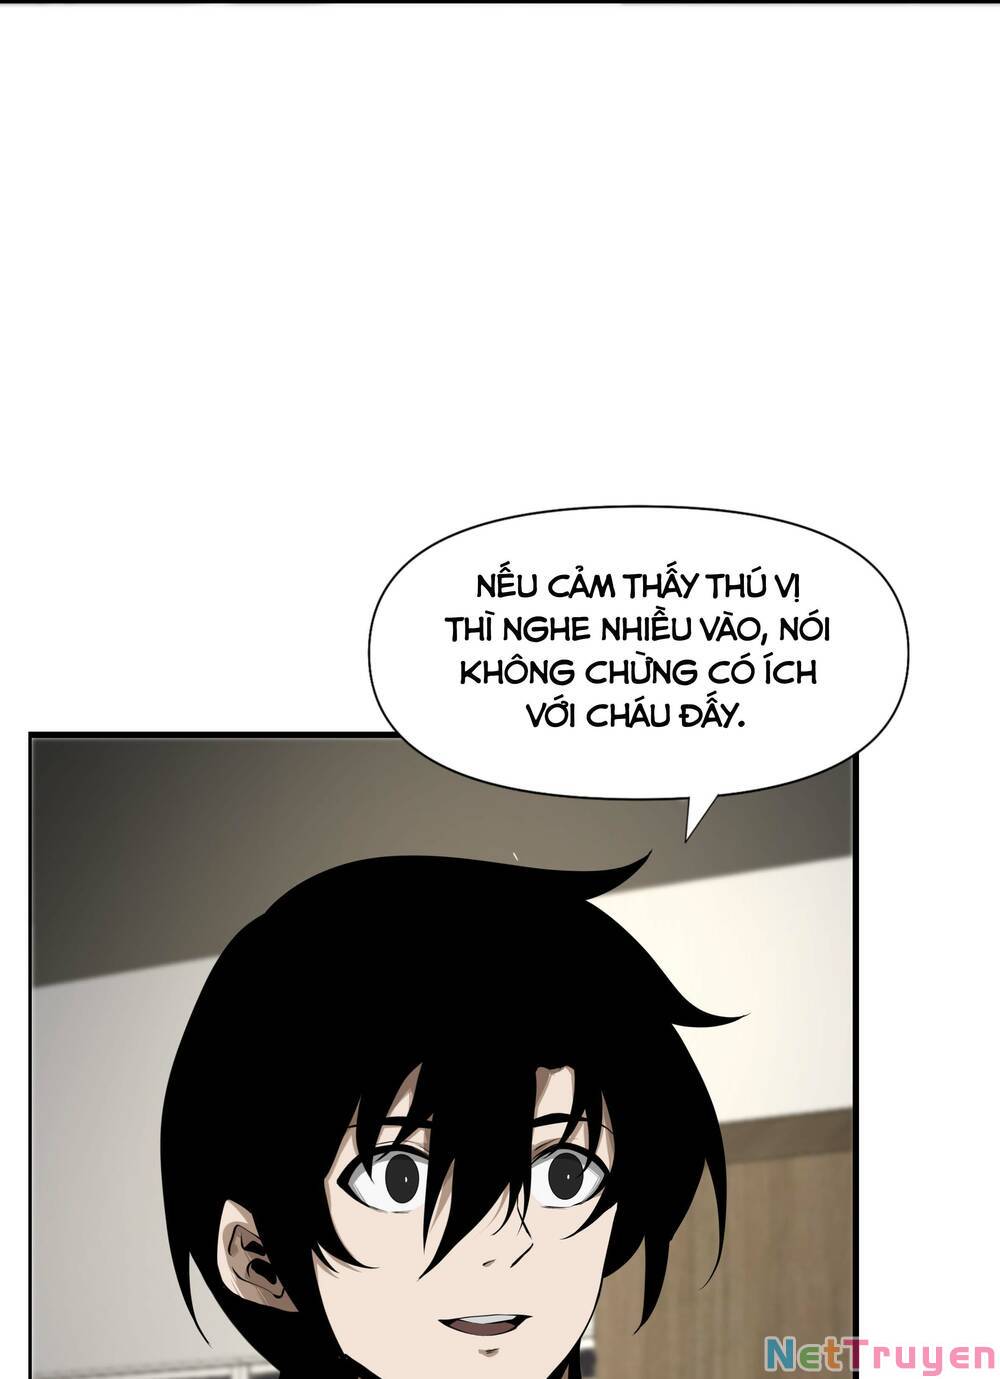 NẾU CẢM THẤY THÚ VỊ
THÌ NGHE NHIỀU VÀO, NÓI
KHÔNG CHỪNG CÓ ÍCH
VỚI CHÁU ĐẤY.
NetTruyen